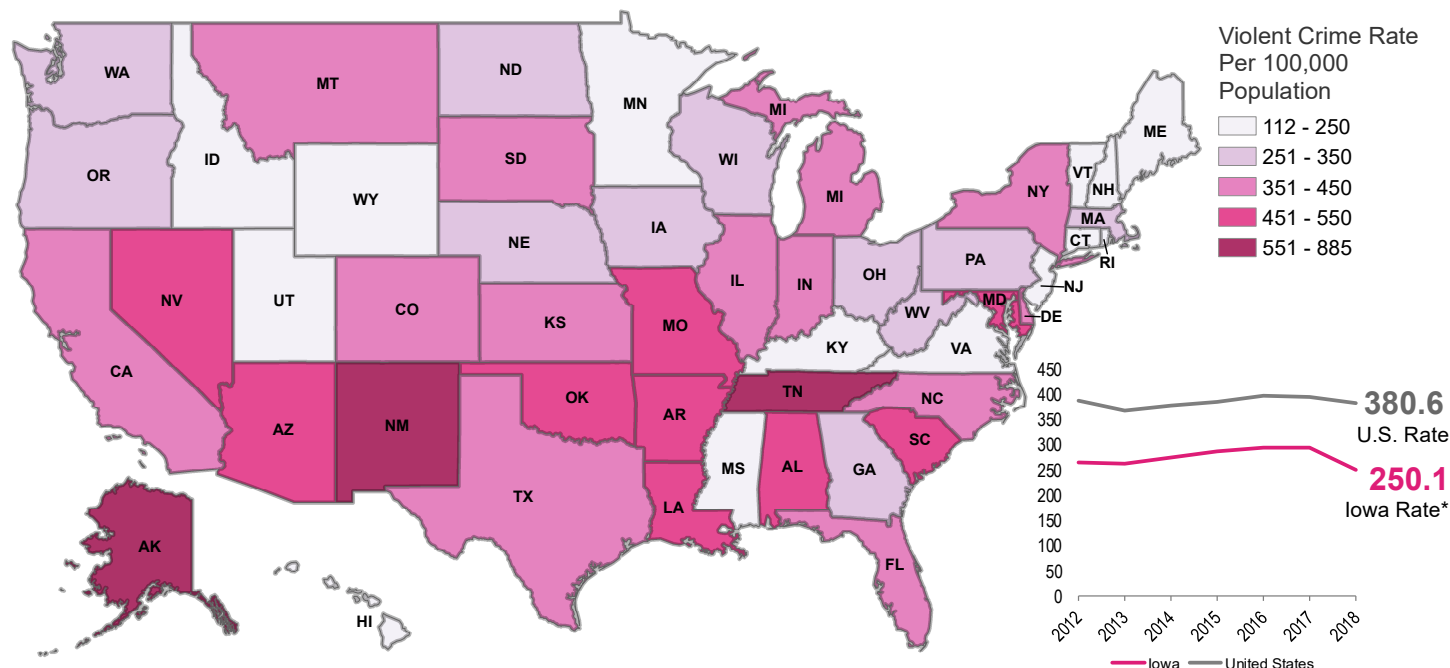 Violent Crime Rate
Per 100,000
Population
112 - 250
251 - 350
351 - 450
451 - 550
551 - 885
WA
MT
ND
MN
MI
ME
OR
ID
SD
WI
VT
NH
WY
MI
NY
MA
IA
NE
CT
RI
NV
UT
CO
IL
IN
OH
PA
NJ
KS
MO
WV
MD
DE
CA
KY
VA
AZ
NM
OK
AR
TN
NC
MS
AL
GA
SC
TX
LA
AK
FL
HI
450
400
350
300
250
200
150
100
50
0
380.6
U.S. Rate
250.1
Iowa Rate*
2012
2013
2014
2015
2016
2017
2018
Iowa
United States